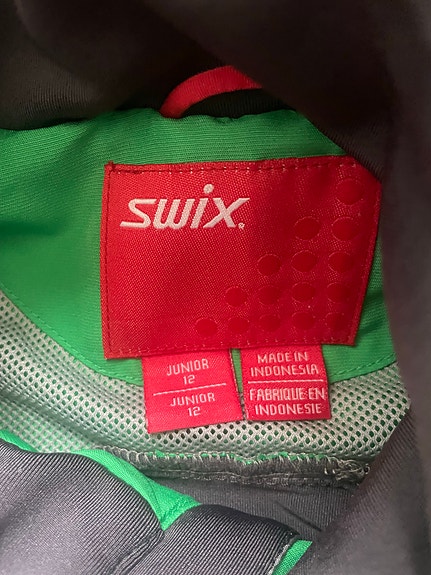 swix.
JUNIOR
12
JUNIOR
12
MADE IN
INDONESIA
FABRIQUE EN
INDONESIE